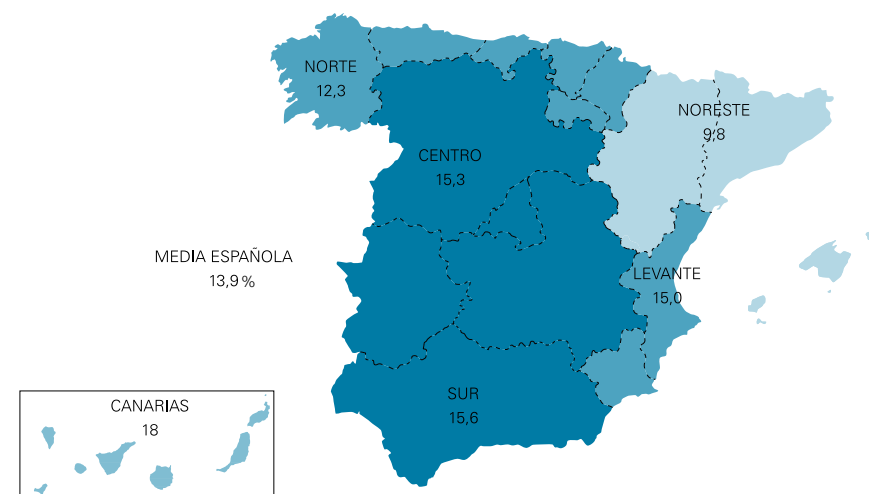 NORTE
12,3
NORESTE
9,8
CENTRO
15,3
MEDIA ESPAÑOLA
13,9 %
LEVANTE
15,0
SUR
15,6
CANARIAS
18